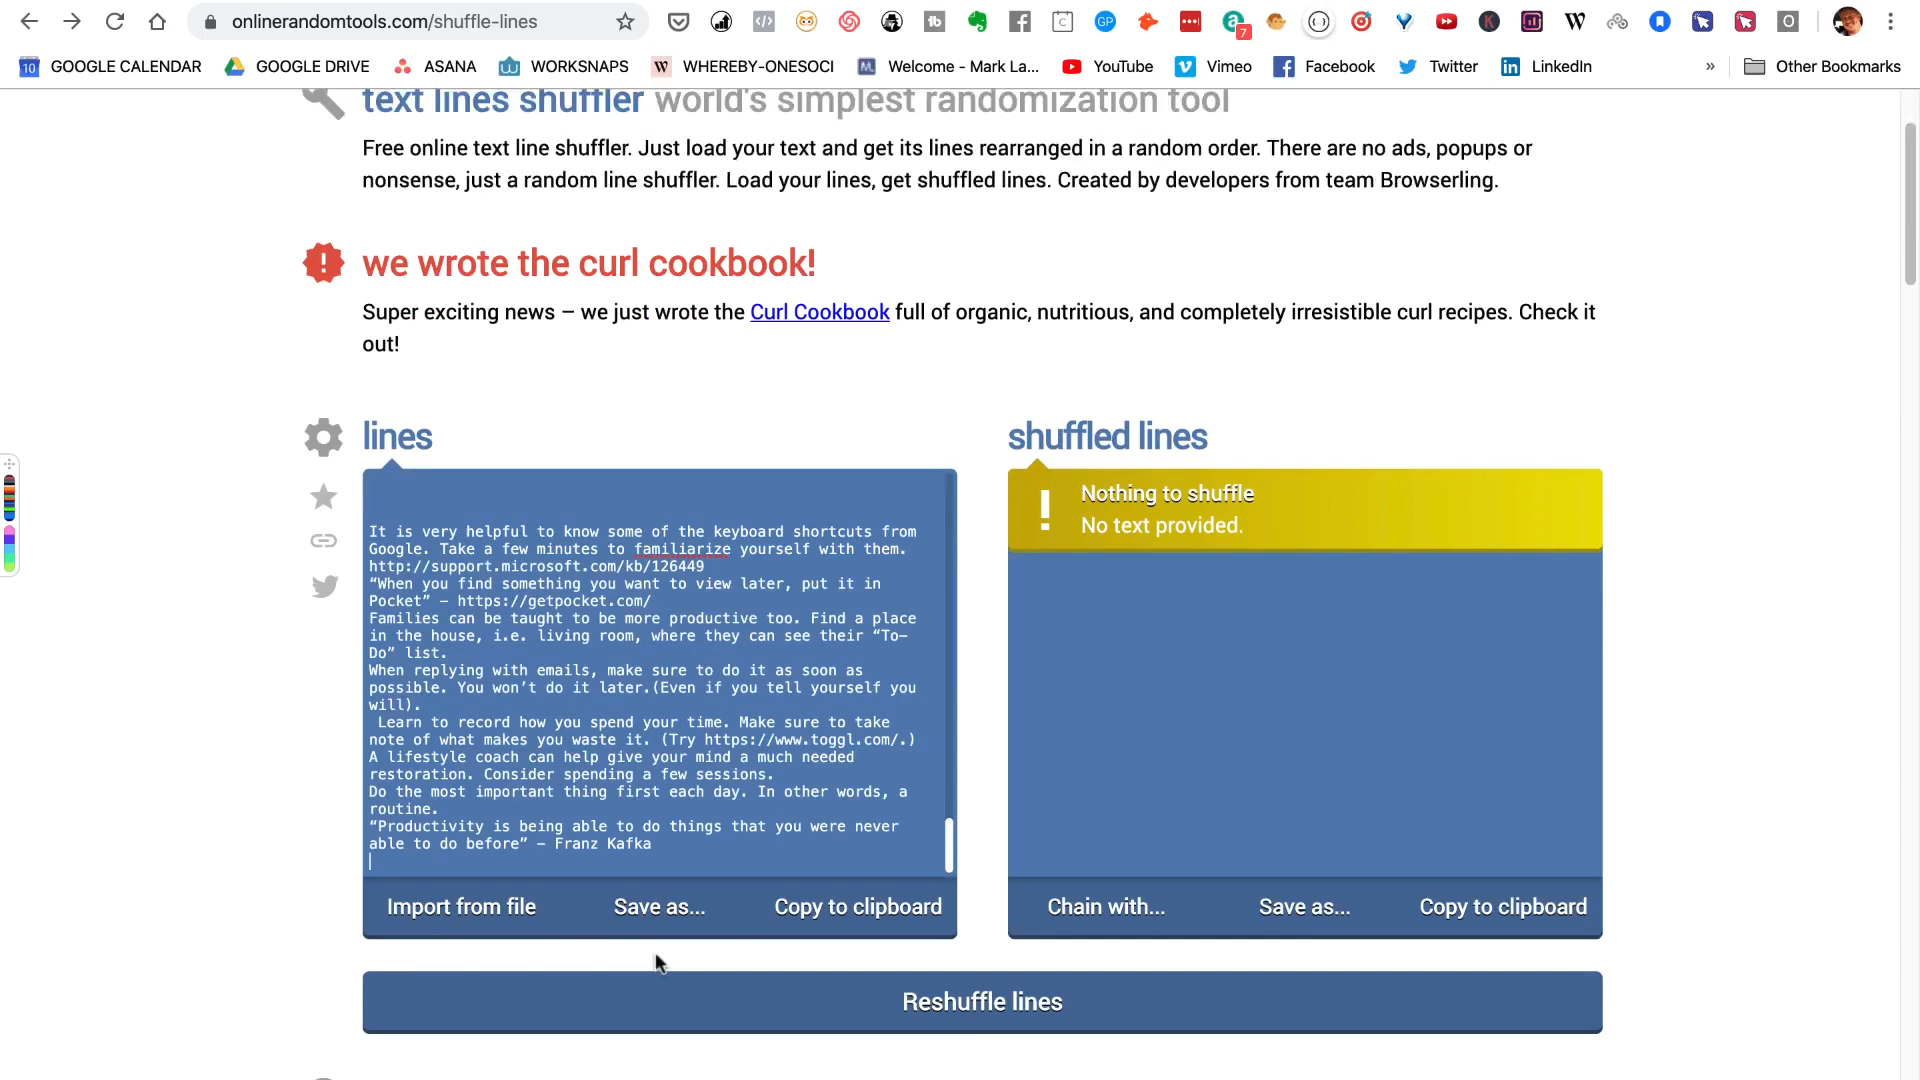 onlinerandomtools.com/shuffle-lines
GP
7
10 GOOGLE CALENDAR
GOOGLE DRIVE
ASANA
WORKSNAPS
WHEREBY-ONESOCI
Welcome - Mark La...
YouTube
Vimeo
Facebook
Twitter
LinkedIn
»
Other Bookmarks
text lines shuffler world's simplest randomization tool
Free online text line shuffler. Just load your text and get its lines rearranged in a random order. There are no ads, popups or
nonsense, just a random line shuffler. Load your lines, get shuffled lines. Created by developers from team Browserling.
we wrote the curl cookbook!
Super exciting news – we just wrote the Curl Cookbook full of organic, nutritious, and completely irresistible curl recipes. Check it
out!
lines
It is very helpful to know some of the keyboard shortcuts from
Google. Take a few minutes to familiarize yourself with them.
http://support.microsoft.com/kb/126449
“When you find something you want to view later, put it in
Pocket” – https://getpocket.com/
Families can be taught to be more productive too. Find a place
in the house, i.e. living room, where they can see their “To-
Do” list.
When replying with emails, make sure to do it as soon as
possible. You won’t do it later.(Even if you tell yourself you
will).
Learn to record how you spend your time. Make sure to take
note of what makes you waste it. (Try https://www.toggl.com/.)
A lifestyle coach can help give your mind a much needed
restoration. Consider spending a few sessions.
Do the most important thing first each day. In other words, a
routine.
“Productivity is being able to do things that you were never
able to do before” – Franz Kafka
Import from file
Save as...
Copy to clipboard
shuffled lines
Nothing to shuffle
No text provided.
Chain with...
Save as...
Copy to clipboard
Reshuffle lines